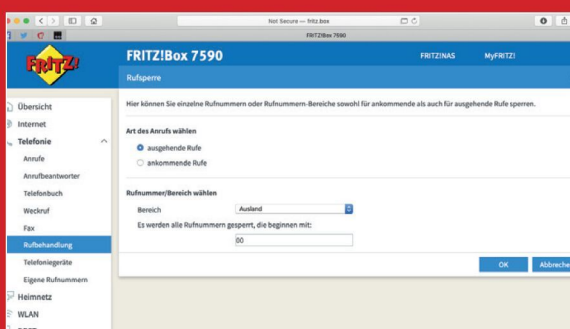 Not Secure — fritz.box
FRITZ!Box 7590
FRITZ!
FRITZ!Box 7590
FRITZ!NAS
MyFRITZ!
Rufsperre
Übersicht
Internet
Telefonie
Anrufe
Anrufbeantworter
Telefonbuch
Weckruf
Fax
Rufbehandlung
Telefoniegeräte
Eigene Rufnummern
Heimnetz
WLAN
Hier können Sie einzelne Rufnummern oder Rufnummern-Bereiche sowohl für ankommende als auch für ausgehende Rufe sperren.
Art des Anrufs wählen
ausgehende Rufe
ankommende Rufe
Rufnummer/Bereich wählen
Bereich Ausland
Es werden alle Rufnummern gesperrt, die beginnen mit:
00
OK Abbreche